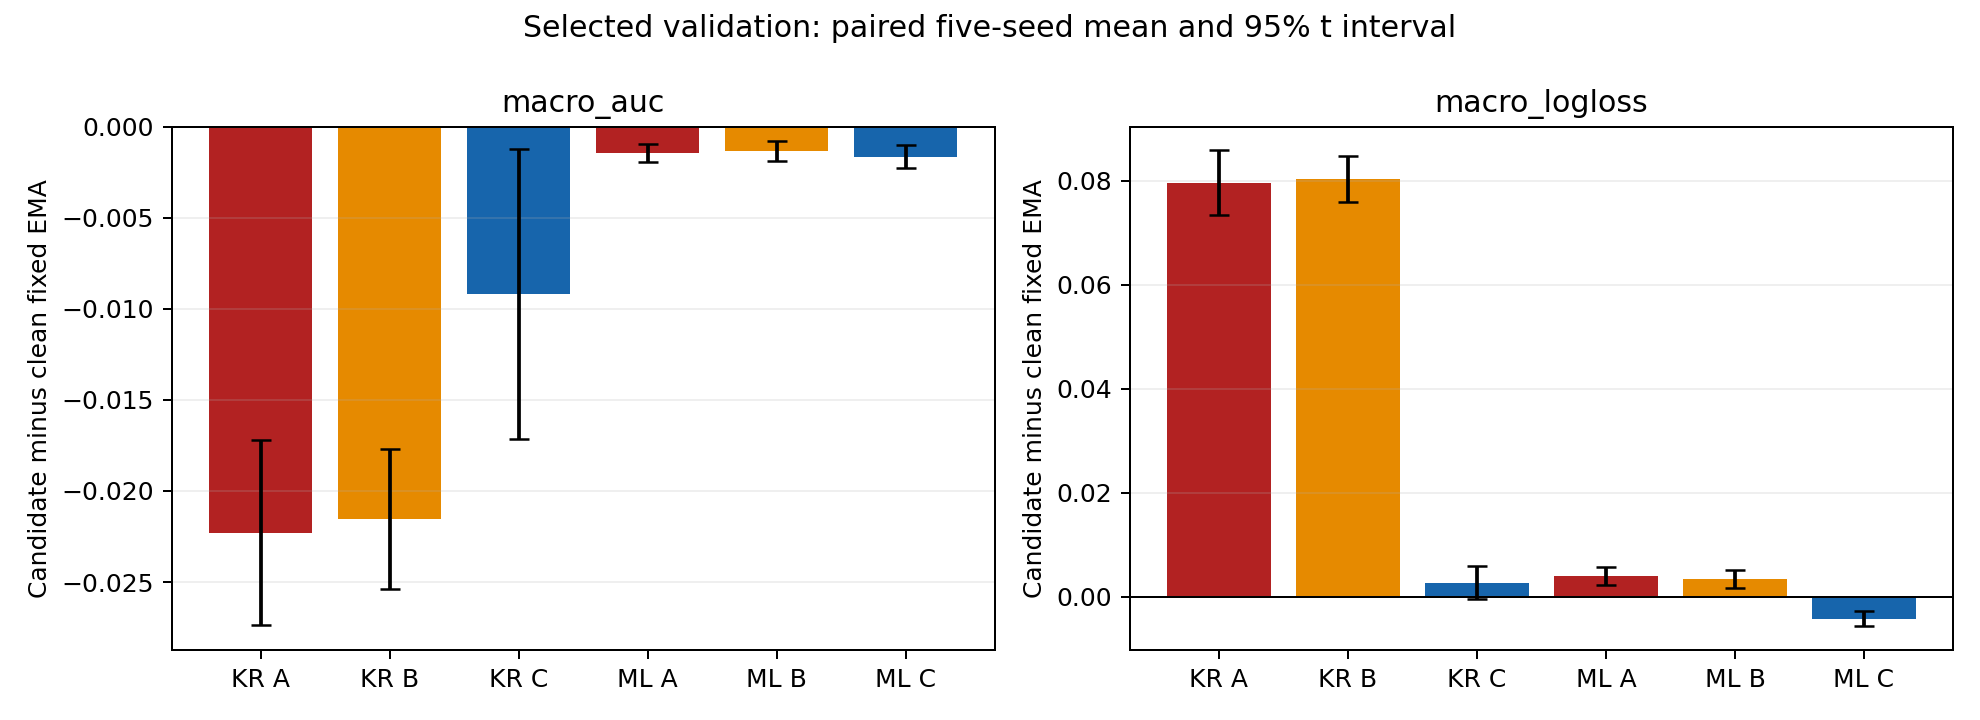 Selected validation: paired five-seed mean and 95% t interval
macro_auc
Candidate minus clean fixed EMA
0.000
−0.005
−0.010
−0.015
−0.020
−0.025
KR A
KR B
KR C
ML A
ML B
ML C
macro_logloss
Candidate minus clean fixed EMA
0.08
0.06
0.04
0.02
0.00
KR A
KR B
KR C
ML A
ML B
ML C